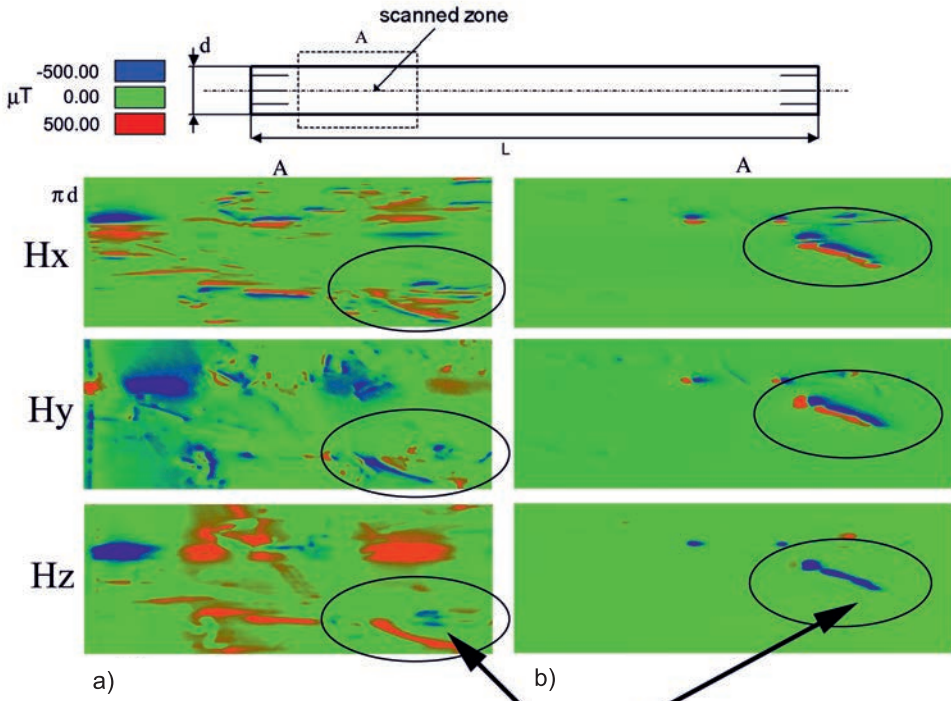 scanned zone
A
d
-500.00
μT 0.00
500.00
L
A
A
πd
Hx
Hy
Hz
a)
b)